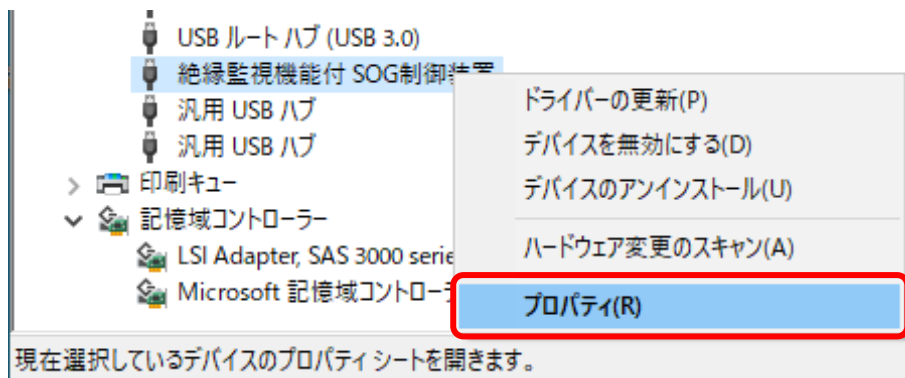 USB ルート ハブ (USB 3.0)
絶縁監視機能付 SOG制御装置
ドライバーの更新(P)
汎用 USB ハブ
デバイスを無効にする(D)
汎用 USB ハブ
デバイスのアンインストール(U)
印刷キュー
記憶域コントローラー
ハードウェア変更のスキャン(A)
LSI Adapter, SAS 3000 serie
Microsoft 記憶域コントローラ
プロパティ(R)
現在選択しているデバイスのプロパティ シートを開きます。